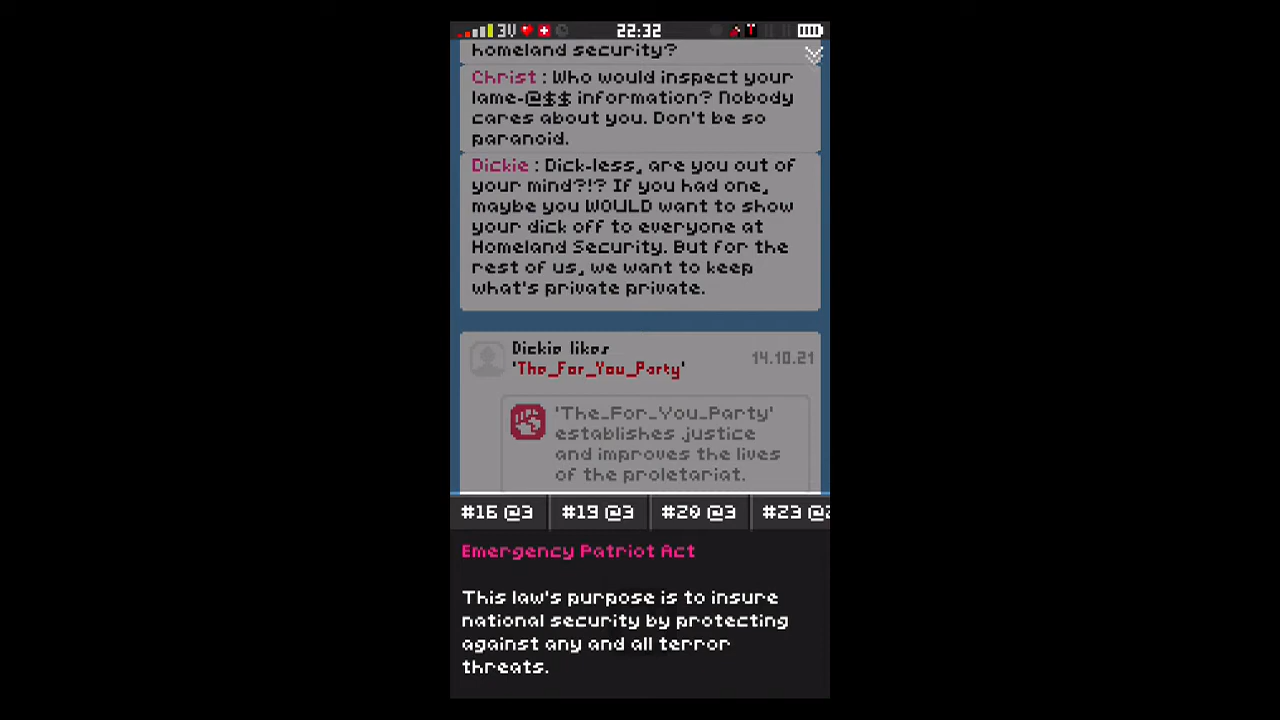 3V 22:32
homeland security?
Christ : Who would inspect your
lame-@$$ information? Nobody
cares about you. Don't be so
paranoid.
Dickie : Dick-less, are you out of
your mind?!? If you had one,
maybe you WOULD want to show
your dick off to everyone at
Homeland Security. But for the
rest of us, we want to keep
what's private private.
Dickie likes 14.10.21
'The_For_You_Party'
'The_For_You_Party'
establishes justice
and improves the lives
of the proletariat.
#16 @3 #19 @3 #20 @3 #23 @
Emergency Patriot Act
This law's purpose is to insure
national security by protecting
against any and all terror
threats.